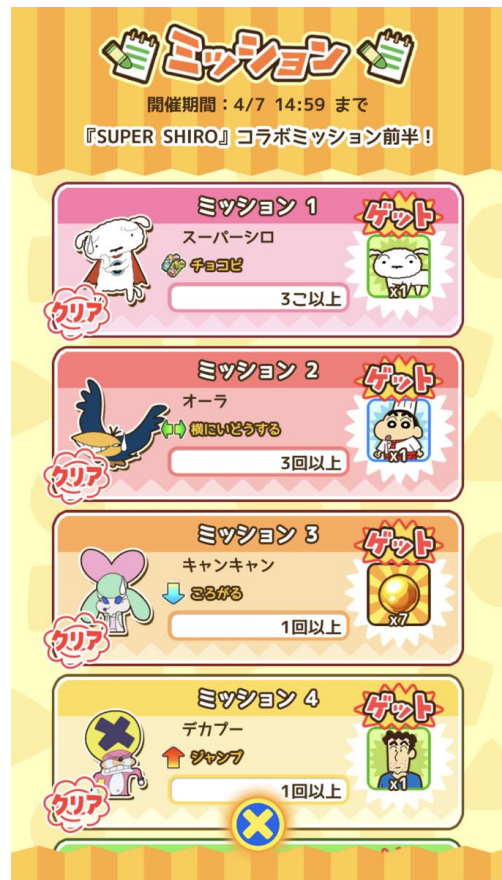 ミッション
開催期間：4/7 14:59 まで
『SUPER SHIRO』コラボミッション前半！
ミッション 1
ゲット
スーパーシロ
チョコビ
3こ以上
x1
クリア
ミッション 2
ゲット
オーラ
横にいどうする
3回以上
x1
クリア
ミッション 3
ゲット
キャンキャン
ころがる
1回以上
x7
クリア
ミッション 4
ゲット
デカプー
ジャンプ
1回以上
x1
クリア